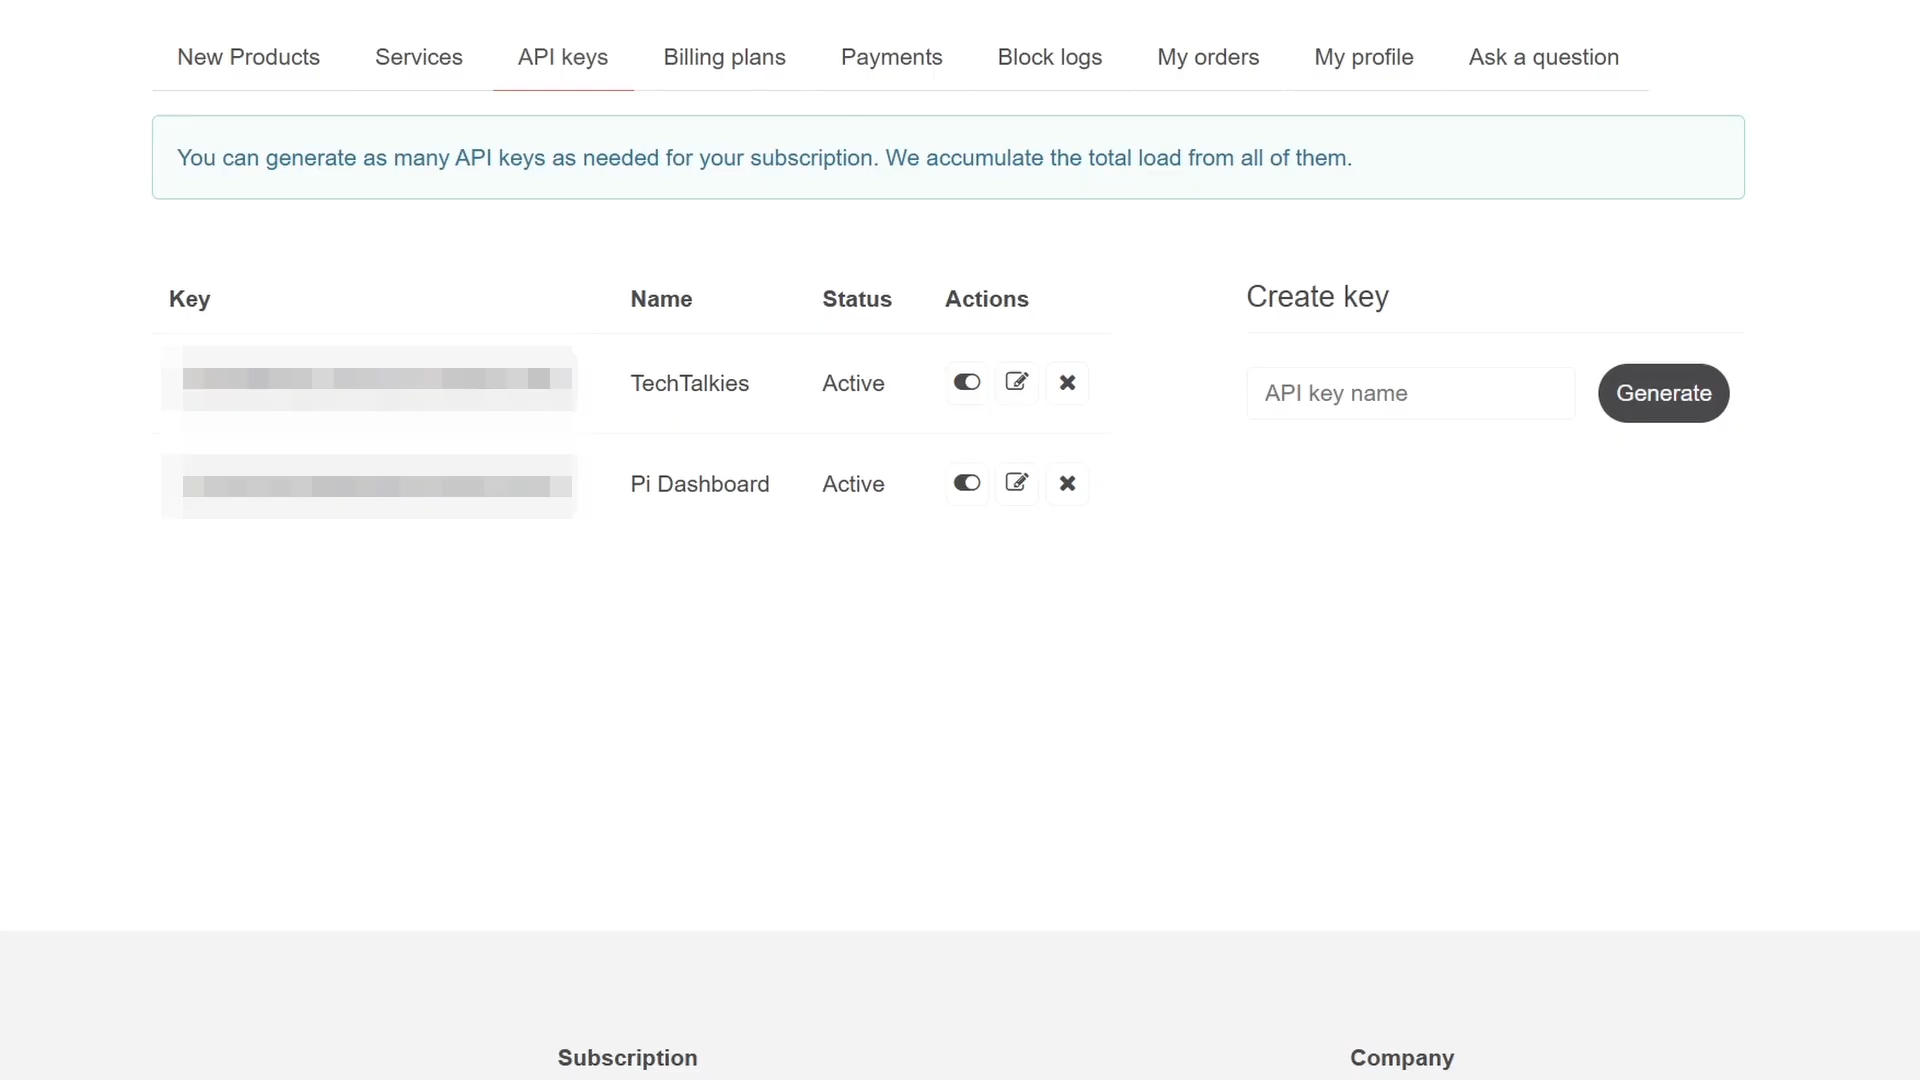 New Products Services API keys Billing plans Payments Block logs My orders My profile Ask a question
You can generate as many API keys as needed for your subscription. We accumulate the total load from all of them.
Key Name Status Actions
TechTalkies Active
Pi Dashboard Active
Create key
API key name Generate
Subscription Company